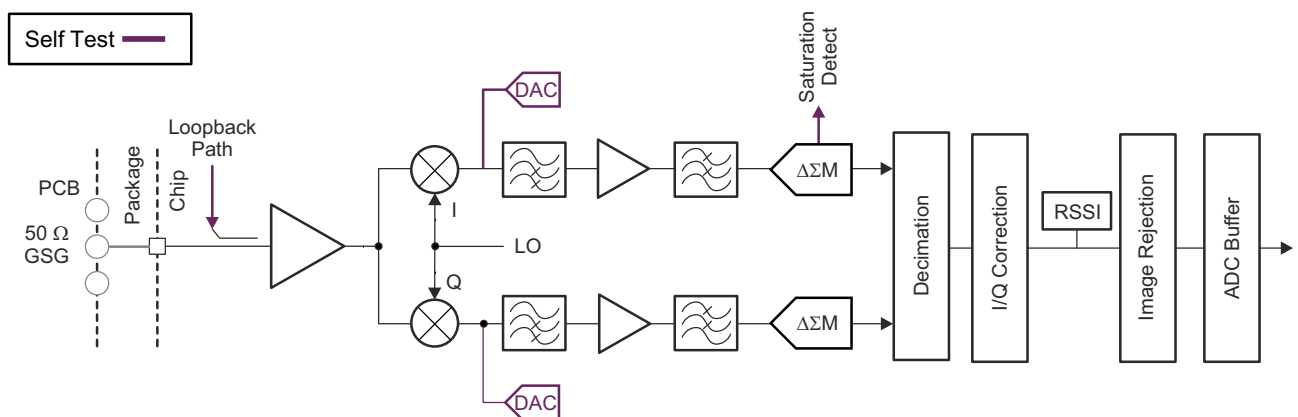 Self Test
DAC
Saturation
Detect
Loopback
Path
PCB
Package
Chip
50 Ω
GSG
I
LO
Q
ΔΣM
ΔΣM
DAC
Decimation
I/Q Correction
RSSI
Image Rejection
ADC Buffer